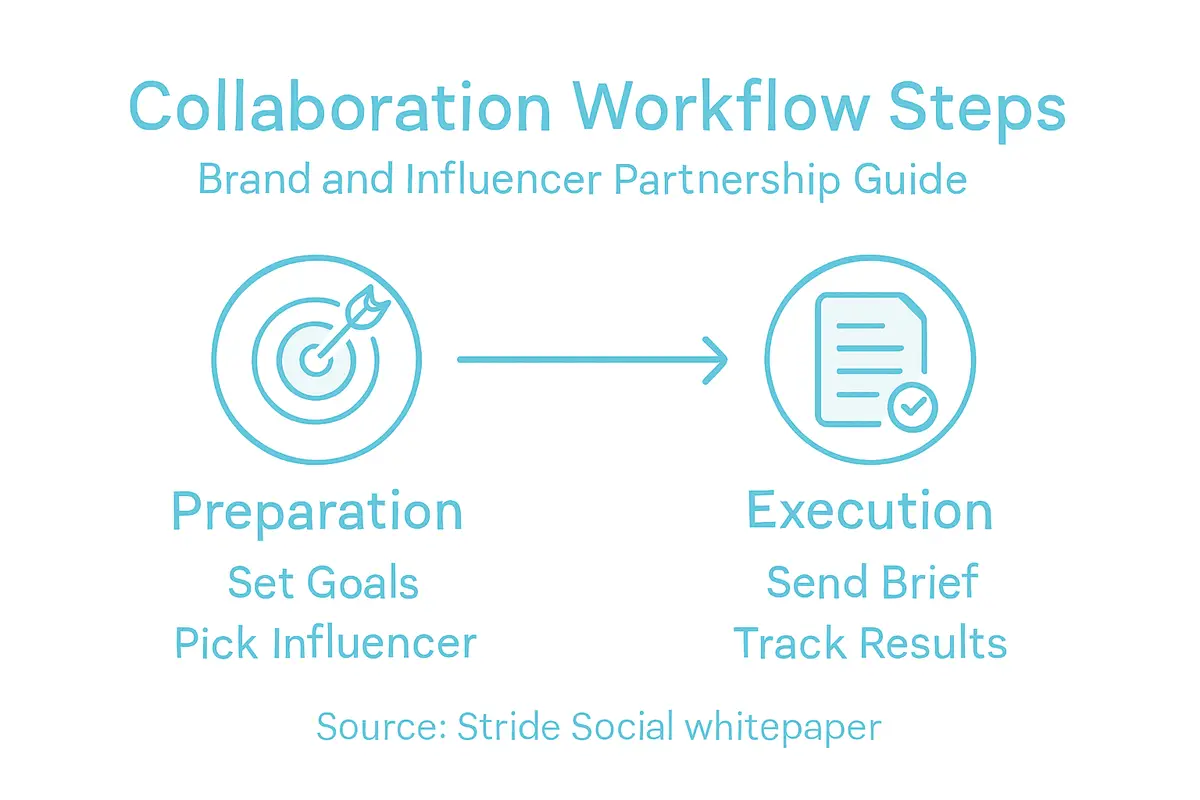 Collaboration Workflow Steps
Brand and Influencer Partnership Guide
Preparation
Set Goals
Pick Influencer
Execution
Send Brief
Track Results
Source: Stride Social whitepaper